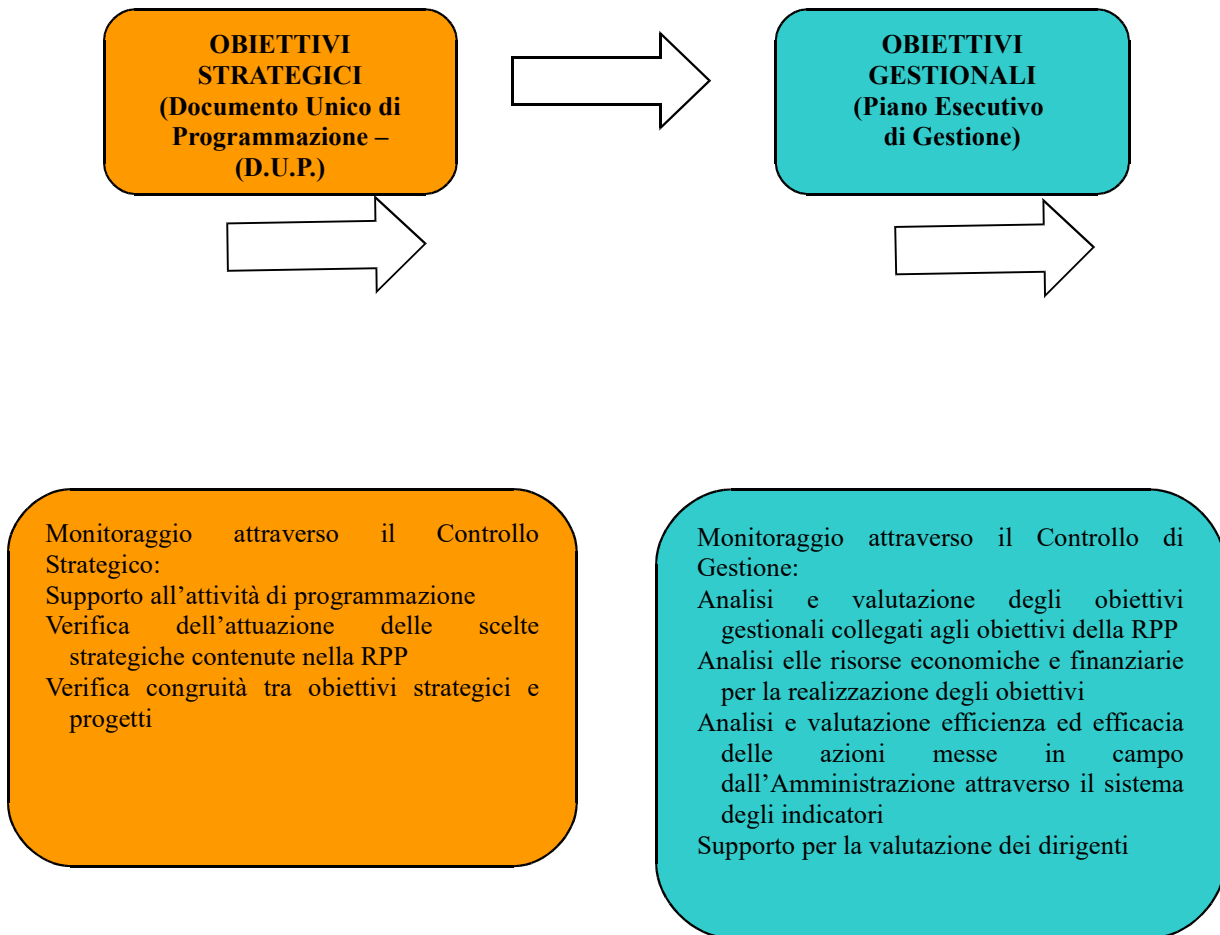 OBIETTIVI
STRATEGICI
(Documento Unico di
Programmazione –
(D.U.P.)
OBIETTIVI
GESTIONALI
(Piano Esecutivo
di Gestione)
Monitoraggio attraverso il Controllo
Strategico:
Supporto all’attività di programmazione
Verifica dell’attuazione delle scelte
strategiche contenute nella RPP
Verifica congruità tra obiettivi strategici e
progetti
Monitoraggio attraverso il Controllo di
Gestione:
Analisi e valutazione degli obiettivi
gestionali collegati agli obiettivi della RPP
Analisi elle risorse economiche e finanziarie
per la realizzazione degli obiettivi
Analisi e valutazione efficienza ed efficacia
delle azioni messe in campo
dall’Amministrazione attraverso il sistema
degli indicatori
Supporto per la valutazione dei dirigenti